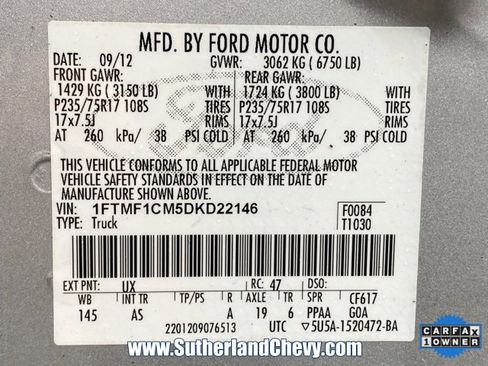 MFD. BY FORD MOTOR CO.
DATE: 09/12 GVWR: 3062 KG ( 6750 LB)
FRONT GAWR: REAR GAWR:
1429 KG ( 3150 LB) WITH 1724 KG ( 3800 LB) WITH
P235/75R17 108S TIRES P235/75R17 108S TIRES
17x7.5J RIMS 17x7.5J RIMS
AT 260 kPa/ 38 PSI COLD AT 260 kPa/ 38 PSI COLD
Ford
THIS VEHICLE CONFORMS TO ALL APPLICABLE FEDERAL MOTOR
VEHICLE SAFETY STANDARDS IN EFFECT ON THE DATE OF
MANUFACTURE SHOWN ABOVE.
VIN: 1FTMF1CM5DKD22146 F0084
TYPE: Truck T1030
EXT PNT: UX RC: 47 DSO:
WB INT TR TP/PS R AXLE TR SPR CF617
145 AS A 19 6 PPAA GOA
2201209076513 UTC 5U5A-1520472-BA
www.SutherlandChevy.com
CARFAX
1 OWNER